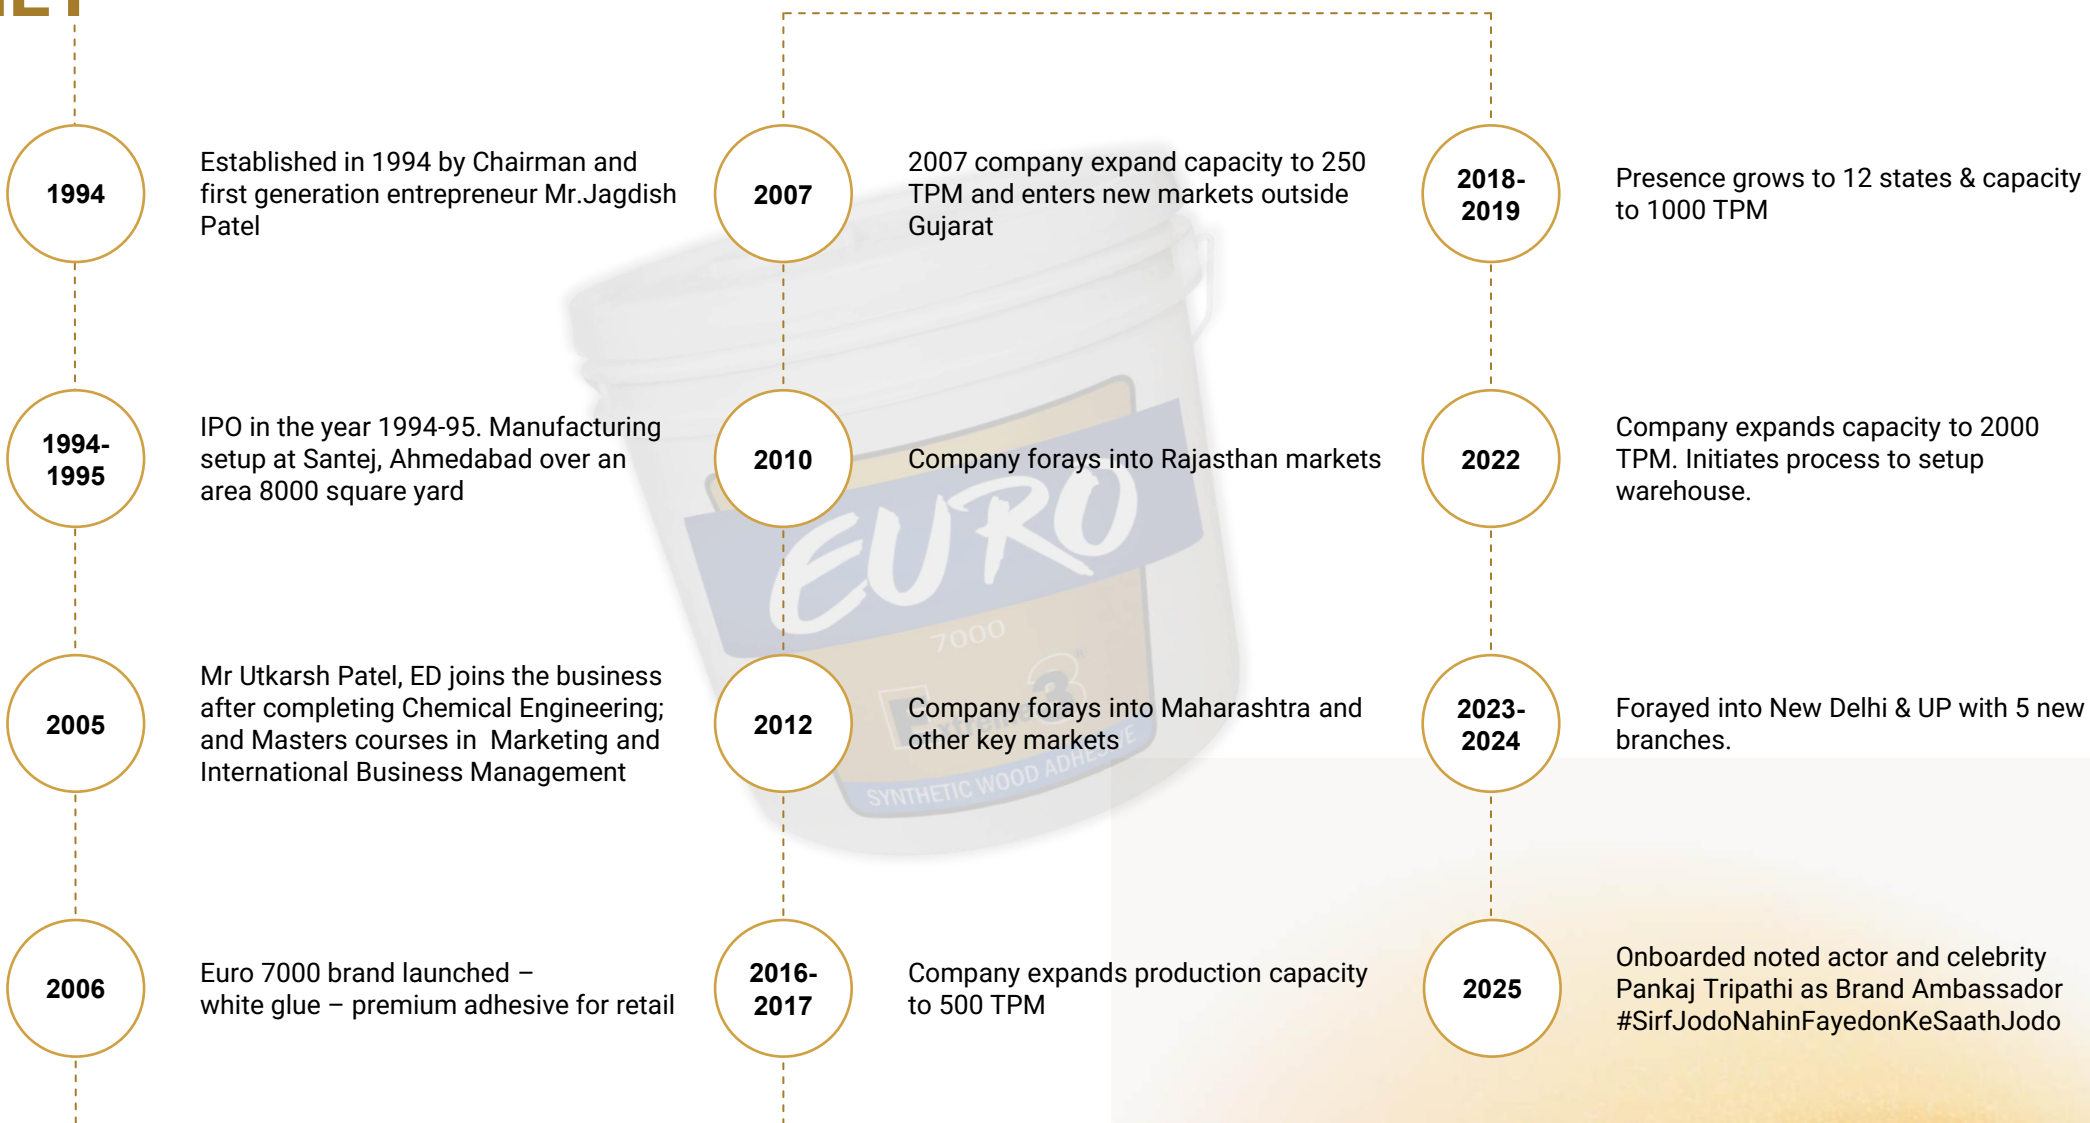 1994
Established in 1994 by Chairman and
first generation entrepreneur Mr.Jagdish
Patel
1994-
1995
IPO in the year 1994-95. Manufacturing
setup at Santej, Ahmedabad over an
area 8000 square yard
2005
Mr Utkarsh Patel, ED joins the business
after completing Chemical Engineering;
and Masters courses in  Marketing and
International Business Management
2006
Euro 7000 brand launched –
white glue – premium adhesive for retail
2007
2007 company expand capacity to 250
TPM and enters new markets outside
Gujarat
2010
Company forays into Rajasthan markets
2012
Company forays into Maharashtra and
other key markets
2016-
2017
Company expands production capacity
to 500 TPM
2018-
2019
Presence grows to 12 states & capacity
to 1000 TPM
2022
Company expands capacity to 2000
TPM. Initiates process to setup
warehouse.
2023-
2024
Forayed into New Delhi & UP with 5 new
branches.
2025
Onboarded noted actor and celebrity
Pankaj Tripathi as Brand Ambassador
#SirfJodoNahinFayedonKeSaathJodo
EURO
7000
Extreme3
SYNTHETIC WOOD ADHESIVE